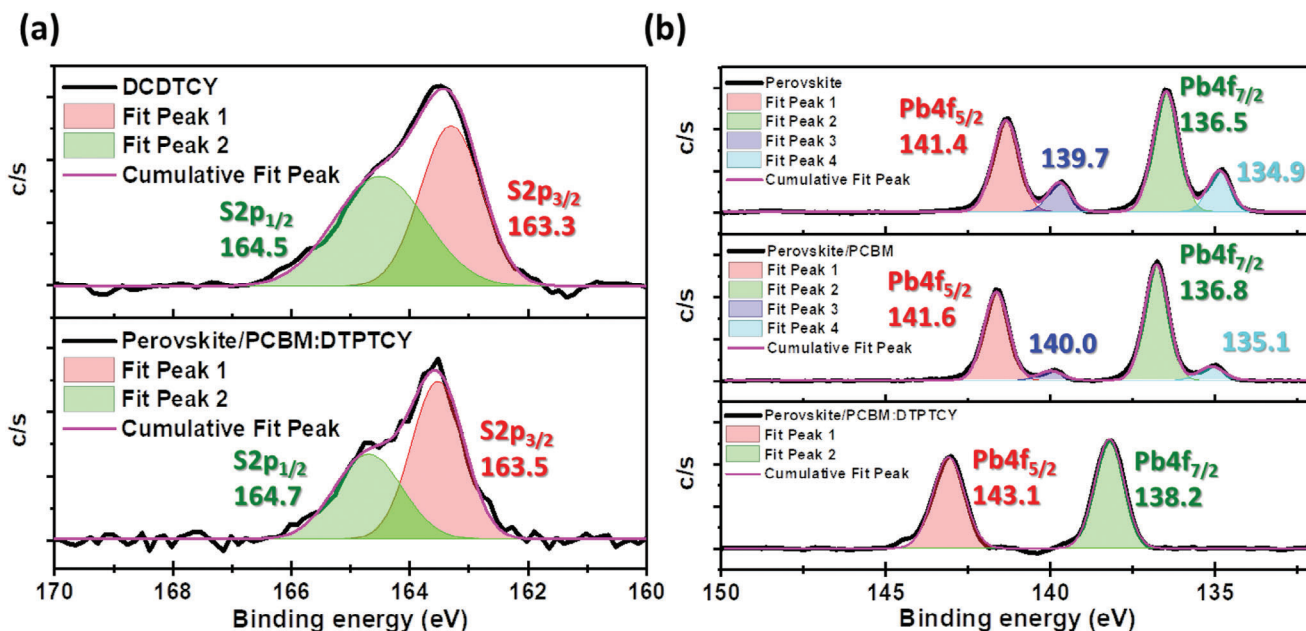 (a)
DCDTCY
Fit Peak 1
Fit Peak 2
Cumulative Fit Peak
S2p1/2
164.5
S2p3/2
163.3
c/s
Perovskite/PCBM:DTPTCY
Fit Peak 1
Fit Peak 2
Cumulative Fit Peak
S2p1/2
164.7
S2p3/2
163.5
c/s
170 168 166 164 162 160
Binding energy (eV)
(b)
Perovskite
Fit Peak 1
Fit Peak 2
Fit Peak 3
Fit Peak 4
Cumulative Fit Peak
Pb4f5/2
141.4
139.7
Pb4f7/2
136.5
134.9
c/s
Perovskite/PCBM
Fit Peak 1
Fit Peak 2
Fit Peak 3
Fit Peak 4
Cumulative Fit Peak
Pb4f5/2
141.6
140.0
Pb4f7/2
136.8
135.1
c/s
Perovskite/PCBM:DTPTCY
Fit Peak 1
Fit Peak 2
Cumulative Fit Peak
Pb4f5/2
143.1
Pb4f7/2
138.2
c/s
150 145 140 135
Binding energy (eV)